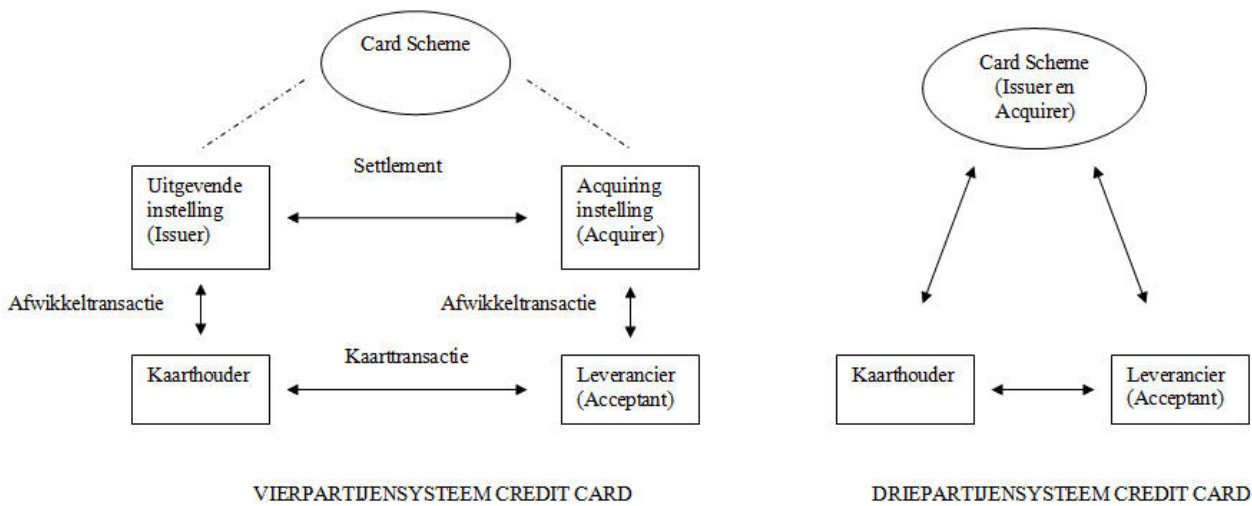 Card Scheme
Settlement
Uitgevende
instelling
(Issuer)
Acquiring
instelling
(Acquirer)
Afwikkeltransactie
Afwikkeltransactie
Kaarttransactie
Kaarthouder
Leverancier
(Acceptant)
VIERPARTIJENSYSTEEM CREDIT CARD
Card Scheme
(Issuer en
Acquirer)
Kaarthouder
Leverancier
(Acceptant)
DRIEPARTIJENSYSTEEM CREDIT CARD